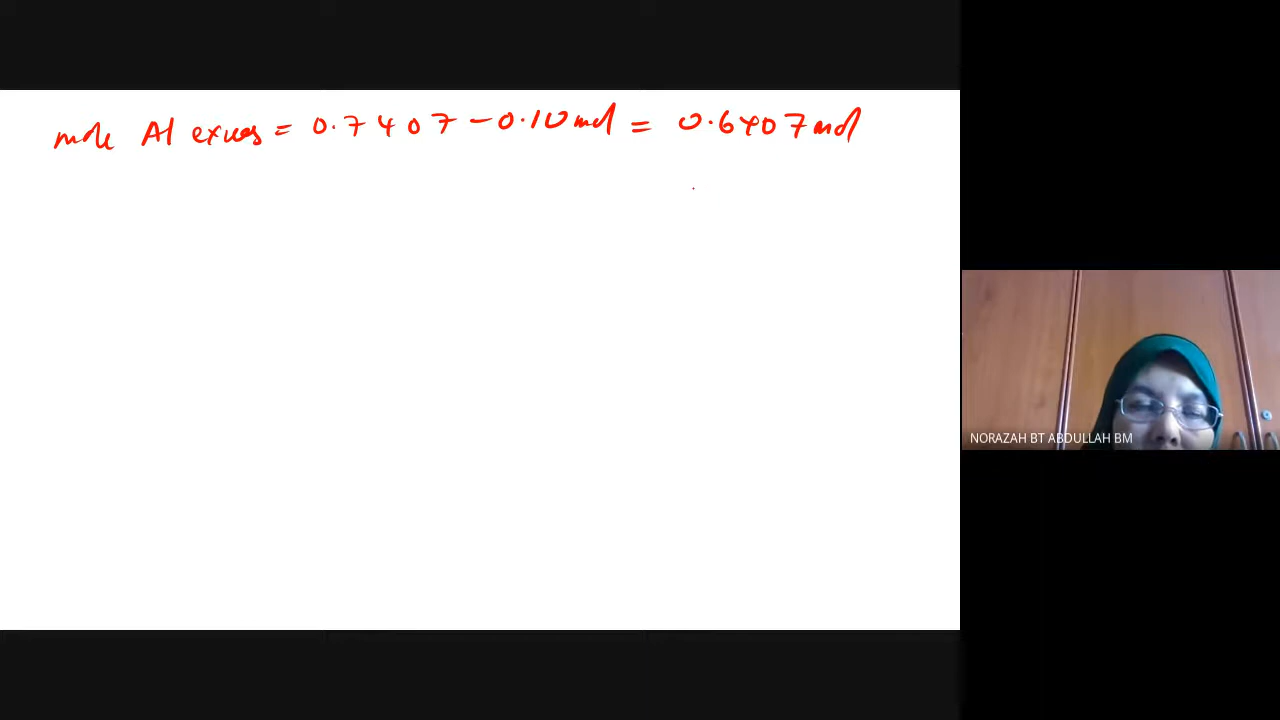 mole Al excess = 0.7407 - 0.10 mol = 0.6407 mol
NORAZAH BT ABDULLAH BM